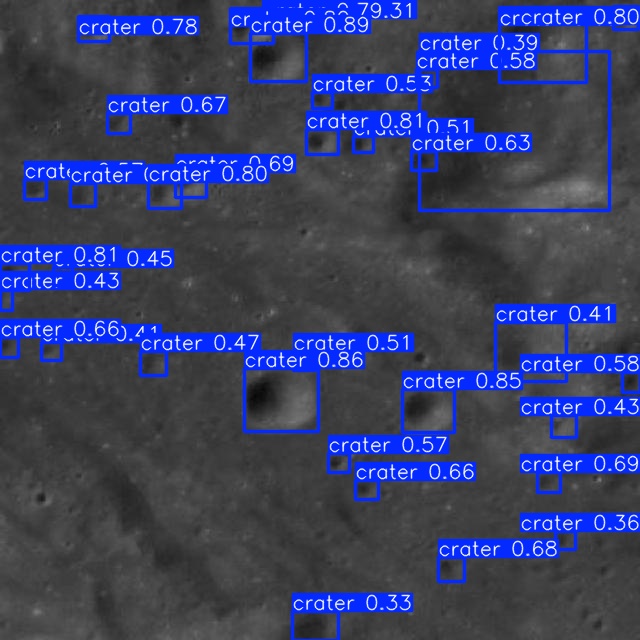 crater 0.80
crater 0.78
crater 0.89
crater 0.39
crater 0.58
crater 0.53
crater 0.67
crater 0.81
0.51
crater 0.63
0.69
crater 0.80
crater 0.81
0.45
crater 0.43
crater 0.41
crater 0.66
crater 0.47
crater 0.51
crater 0.86
crater 0.58
crater 0.85
crater 0.43
crater 0.57
crater 0.69
crater 0.66
crater 0.36
crater 0.68
crater 0.33